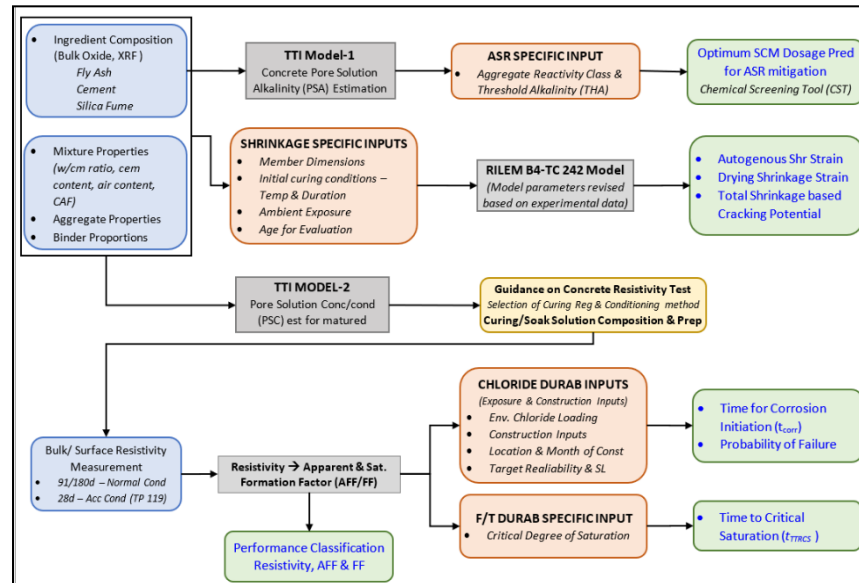 Ingredient Composition
(Bulk Oxide, XRF )
Fly Ash
Cement
Silica Fume
TTI Model-1
Concrete Pore Solution
Alkalinity (PSA) Estimation
ASR SPECIFIC INPUT
Aggregate Reactivity Class &
Threshold Alkalinity (THA)
Optimum SCM Dosage Pred
for ASR mitigation
Chemical Screening Tool (CST)
Mixture Properties
(w/cm ratio, cem
content, air content,
CAF)
Aggregate Properties
Binder Proportions
SHRINKAGE SPECIFIC INPUTS
Member Dimensions
Initial curing conditions –
Temp & Duration
Ambient Exposure
Age for Evaluation
RILEM B4-TC 242 Model
(Model parameters revised
based on experimental data)
Autogenous Shr Strain
Drying Shrinkage Strain
Total Shrinkage based
Cracking Potential
TTI MODEL-2
Pore Solution Conc/cond
(PSC) est for matured
Guidance on Concrete Resistivity Test
Selection of Curing Reg & Conditioning method
Curing/Soak Solution Composition & Prep
Bulk/ Surface Resistivity
Measurement
91/180d – Normal Cond
28d – Acc Cond (TP 119)
Resistivity → Apparent & Sat.
Formation Factor (AFF/FF)
Performance Classification
Resistivity, AFF & FF
CHLORIDE DURAB INPUTS
(Exposure & Construction Inputs)
Env. Chloride Loading
Construction Inputs
Location & Month of Const
Target Realiability & SL
Time for Corrosion
Initiation (tcorr)
Probability of Failure
F/T DURAB SPECIFIC INPUT
Critical Degree of Saturation
Time to Critical
Saturation (tTTRCS )